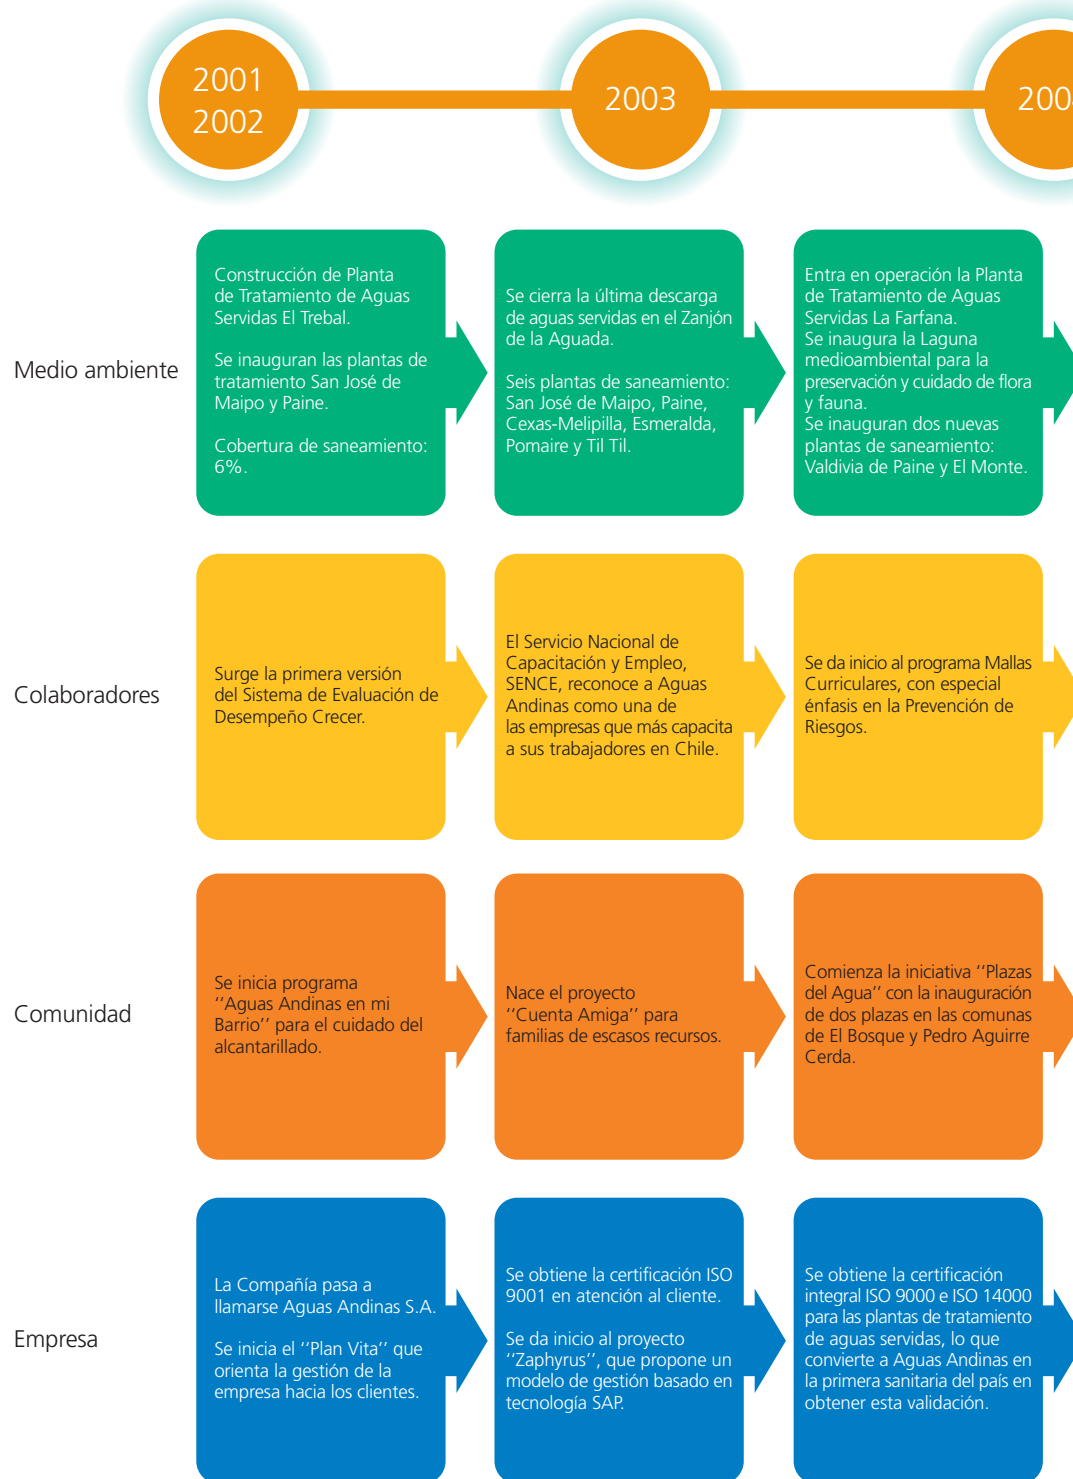 2001
2002
2003
200
Medio ambiente
Construcción de Planta
de Tratamiento de Aguas
Servidas El Trebal.
Se inauguran las plantas de
tratamiento San José de
Maipo y Paine.
Cobertura de saneamiento:
6%.
Se cierra la última descarga
de aguas servidas en el Zanjón
de la Aguada.
Seis plantas de saneamiento:
San José de Maipo, Paine,
Cexas-Melipilla, Esmeralda,
Pomaire y Til Til.
Entra en operación la Planta
de Tratamiento de Aguas
Servidas La Farfana.
Se inaugura la Laguna
medioambiental para la
preservación y cuidado de flora
y fauna.
Se inauguran dos nuevas
plantas de saneamiento:
Valdivia de Paine y El Monte.
Colaboradores
Surge la primera versión
del Sistema de Evaluación de
Desempeño Crecer.
El Servicio Nacional de
Capacitación y Empleo,
SENCE, reconoce a Aguas
Andinas como una de
las empresas que más capacita
a sus trabajadores en Chile.
Se da inicio al programa Mallas
Curriculares, con especial
énfasis en la Prevención de
Riesgos.
Comunidad
Se inicia programa
''Aguas Andinas en mi
Barrio'' para el cuidado del
alcantarillado.
Nace el proyecto
''Cuenta Amiga'' para
familias de escasos recursos.
Comienza la iniciativa ''Plazas
del Agua'' con la inauguración
de dos plazas en las comunas
de El Bosque y Pedro Aguirre
Cerda.
Empresa
La Compañía pasa a
llamarse Aguas Andinas S.A.
Se inicia el ''Plan Vita'' que
orienta la gestión de la
empresa hacia los clientes.
Se obtiene la certificación ISO
9001 en atención al cliente.
Se da inicio al proyecto
''Zaphyrus'', que propone un
modelo de gestión basado en
tecnología SAP.
Se obtiene la certificación
integral ISO 9000 e ISO 14000
para las plantas de tratamiento
de aguas servidas, lo que
convierte a Aguas Andinas en
la primera sanitaria del país en
obtener esta validación.